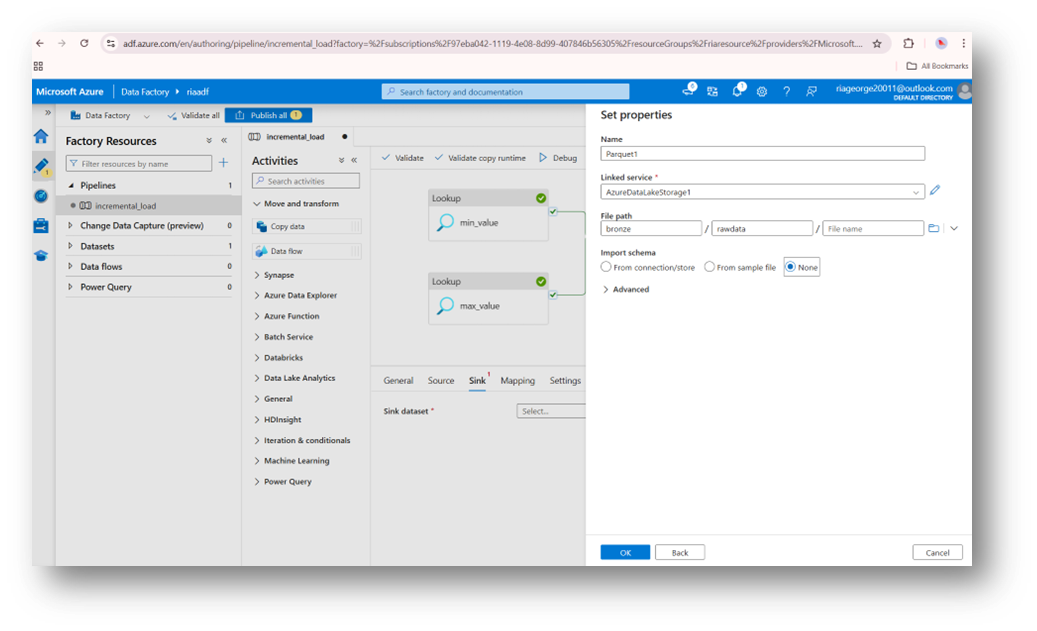 adf.azure.com/en/authoring/pipeline/incremental_load?factory=%2Fsubscriptions%2F97eba042-1119-4e08-8d99-407846b56305%2FresourceGroups%2Friaresource%2Fproviders%2FMicrosoft....
All Bookmarks
Microsoft Azure | Data Factory ▸ riaadf
Search factory and documentation
0
1
riageorge20011@outlook.com
DEFAULT DIRECTORY
Data Factory
Validate all
Publish all 1
Factory Resources
Filter resources by name
Pipelines 1
incremental_load
Change Data Capture (preview) 0
Datasets 1
Data flows 0
Power Query 0
1
incremental_load
Activities
Search activities
Move and transform
Copy data
Data flow
Synapse
Azure Data Explorer
Azure Function
Batch Service
Databricks
Data Lake Analytics
General
HDInsight
Iteration & conditionals
Machine Learning
Power Query
Validate
Validate copy runtime
Debug
Lookup
min_value
Lookup
max_value
General Source Sink 1 Mapping Settings
Sink dataset *
Select...
Set properties
Name
Parquet1
Linked service *
AzureDataLakeStorage1
File path
bronze / rawdata / File name
Import schema
From connection/store From sample file None
Advanced
OK Back Cancel